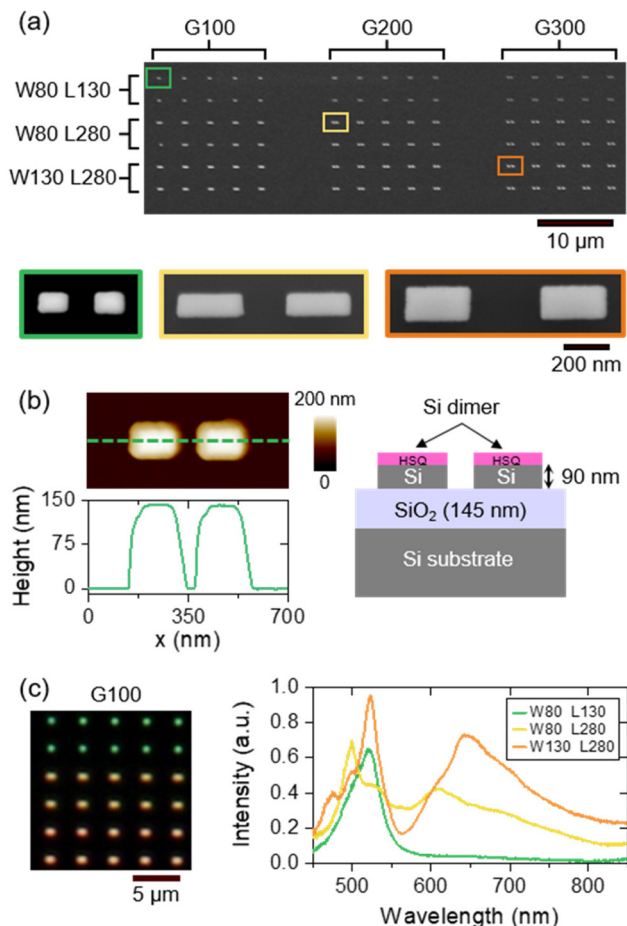 (a)
G100 G200 G300
W80 L130
W80 L280
W130 L280
10 µm
200 nm
(b)
200 nm
0
Height (nm)
150
75
0
0 350 700
x (nm)
Si dimer
HSQ HSQ
Si Si
90 nm
SiO₂ (145 nm)
Si substrate
(c)
G100
5 µm
Intensity (a.u.)
1.0
0.8
0.6
0.4
0.2
0.0
W80 L130
W80 L280
W130 L280
500 600 700 800
Wavelength (nm)